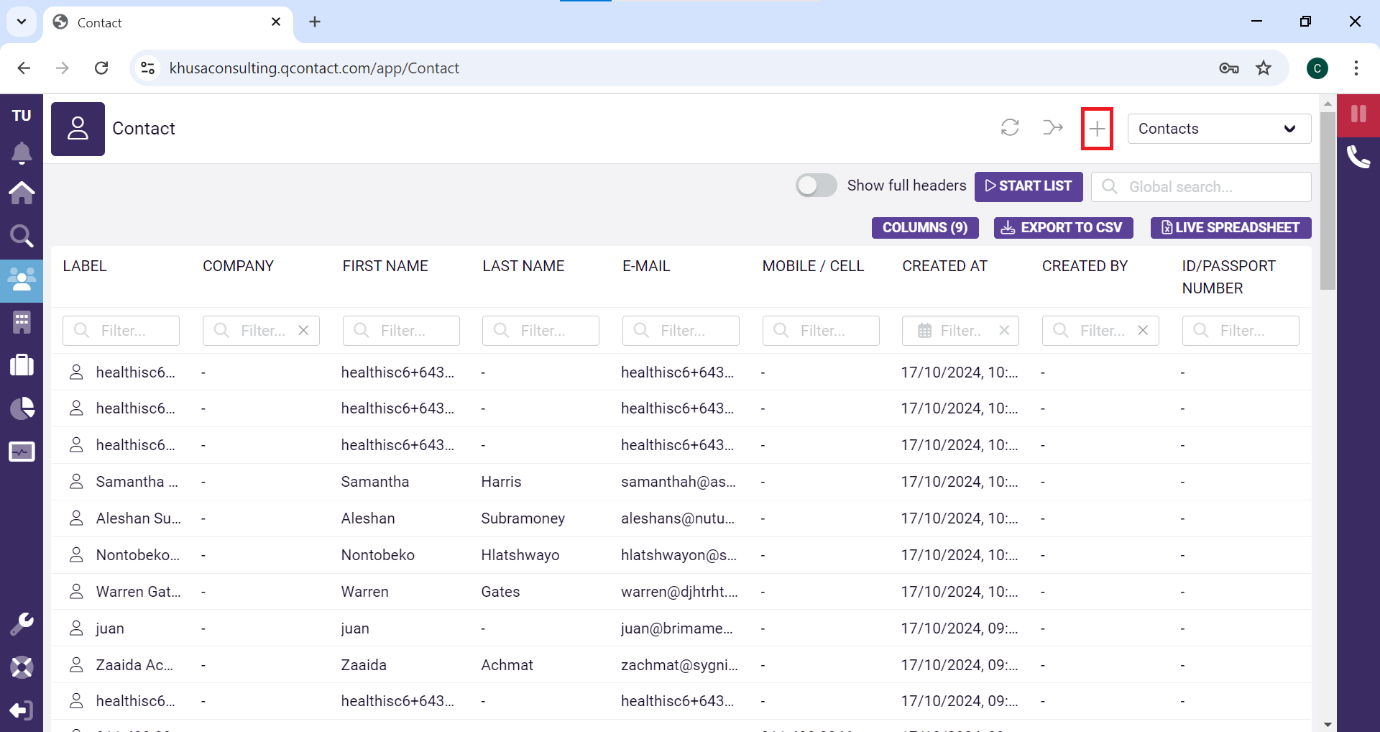 Contact
khusaconsulting.qcontact.com/app/Contact
C
TU
Contact
Contacts
Show full headers
START LIST
Global search...
COLUMNS (9)
EXPORT TO CSV
LIVE SPREADSHEET
LABEL COMPANY FIRST NAME LAST NAME E-MAIL MOBILE / CELL CREATED AT CREATED BY ID/PASSPORT NUMBER
Filter... Filter... Filter... Filter... Filter... Filter... Filter.. Filter... Filter...
healthisc6... - healthisc6+643... - healthisc6+643... - 17/10/2024, 10:... - -
healthisc6... - healthisc6+643... - healthisc6+643... - 17/10/2024, 10:... - -
healthisc6... - healthisc6+643... - healthisc6+643... - 17/10/2024, 10:... - -
Samantha ... - Samantha Harris samanthah@as... - 17/10/2024, 10:... - -
Aleshan Su... - Aleshan Subramoney aleshans@nutu... - 17/10/2024, 10:... - -
Nontobeko... - Nontobeko Hlatshwayo hlatshwayon@s... - 17/10/2024, 10:... - -
Warren Gat... - Warren Gates warren@djhtrht.... - 17/10/2024, 10:... - -
juan - juan - juan@brimame... - 17/10/2024, 09:... - -
Zaaida Ac... - Zaaida Achmat zachmat@sygni... - 17/10/2024, 09:... - -
healthisc6... - healthisc6+643... - healthisc6+643... - 17/10/2024, 09:... - -